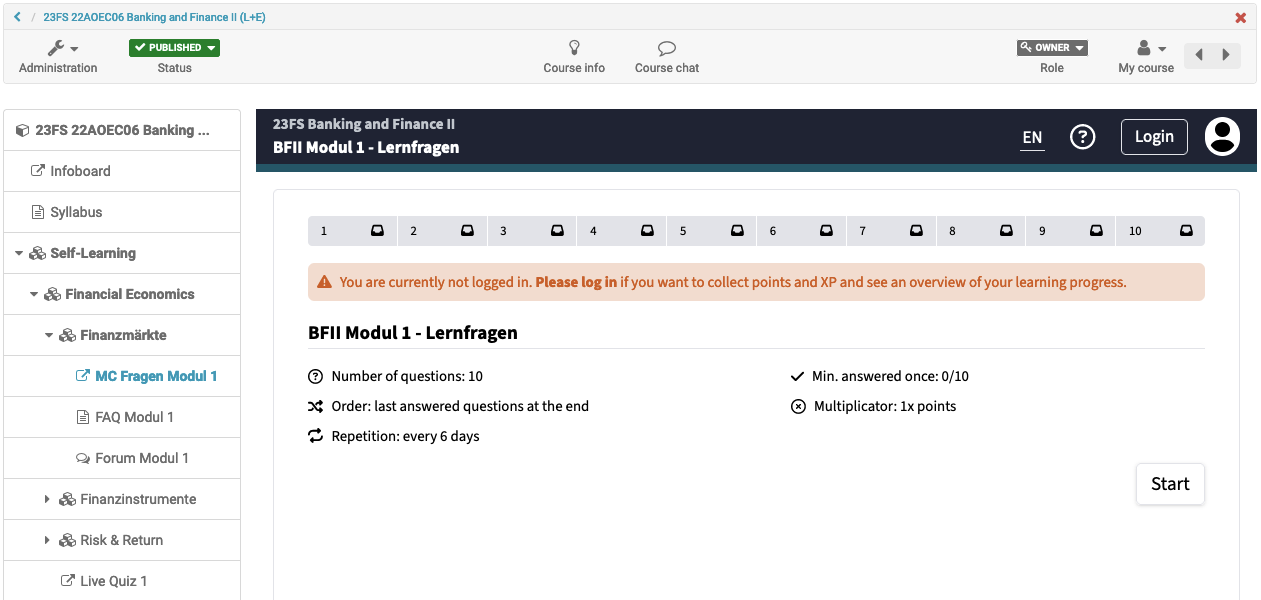 / 23FS 22AOEC06 Banking and Finance II (L+E)
Administration
PUBLISHED
Status
Course info
Course chat
OWNER
Role
My course
23FS 22AOEC06 Banking ...
Infoboard
Syllabus
Self-Learning
Financial Economics
Finanzmärkte
MC Fragen Modul 1
FAQ Modul 1
Forum Modul 1
Finanzinstrumente
Risk & Return
Live Quiz 1
23FS Banking and Finance II
BFII Modul 1 - Lernfragen
EN
Login
1 2 3 4 5 6 7 8 9 10
You are currently not logged in. Please log in if you want to collect points and XP and see an overview of your learning progress.
BFII Modul 1 - Lernfragen
Number of questions: 10
Min. answered once: 0/10
Order: last answered questions at the end
Multiplicator: 1x points
Repetition: every 6 days
Start